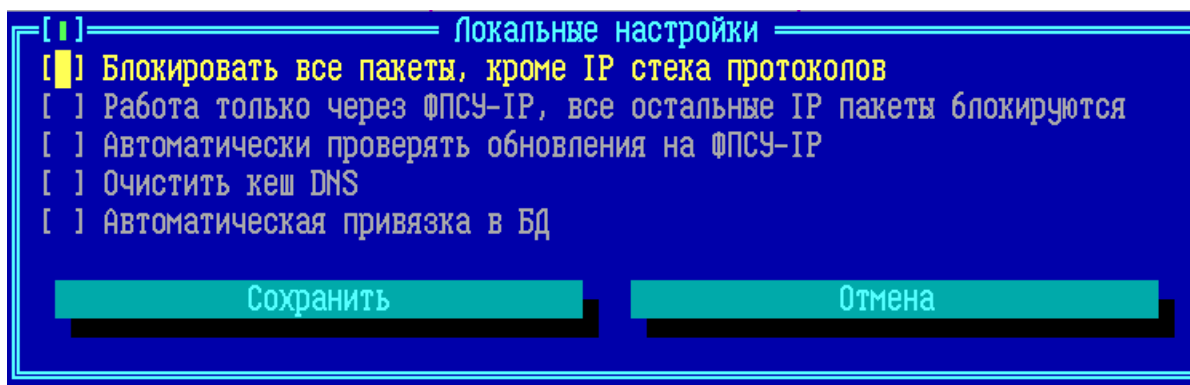 Локальные настройки
[ ] Блокировать все пакеты, кроме IP стека протоколов
[ ] Работа только через ФПСУ-IP, все остальные IP пакеты блокируются
[ ] Автоматически проверять обновления на ФПСУ-IP
[ ] Очистить кеш DNS
[ ] Автоматическая привязка в БД
Сохранить Отмена